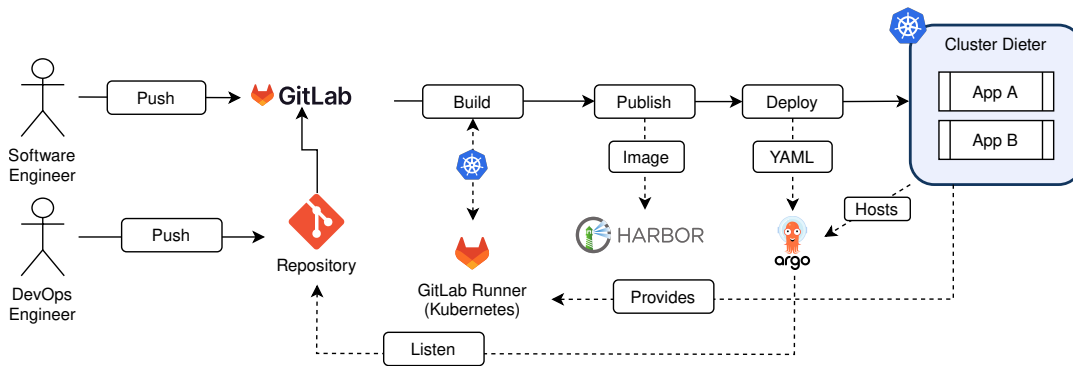 Cluster Dieter
Push
GitLab
Build
Publish
Deploy
App A
App B
Software
Engineer
Image
YAML
Hosts
Push
HARBOR
Repository
argo
DevOps
Engineer
GitLab Runner
(Kubernetes)
Provides
Listen